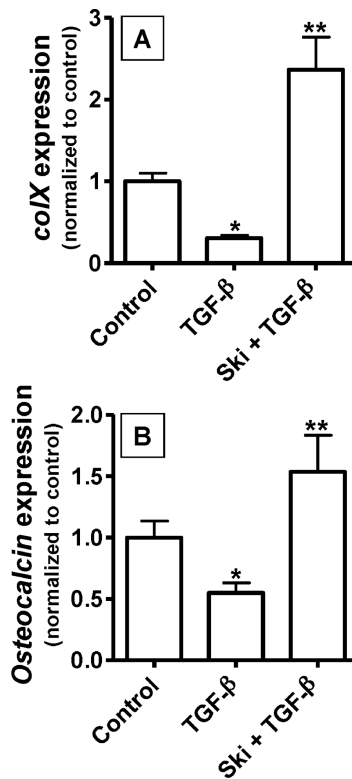 A
colX expression
(normalized to control)
3
2
1
0
*
**
Control
TGF-β
Ski + TGF-β
B
Osteocalcin expression
(normalized to control)
2.0
1.5
1.0
0.5
0.0
*
**
Control
TGF-β
Ski + TGF-β